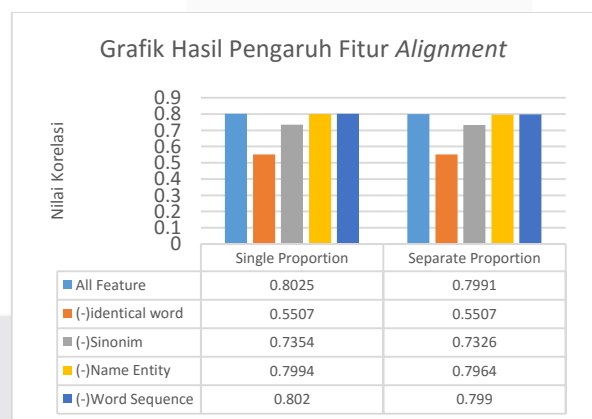 Grafik Hasil Pengaruh Fitur Alignment
Nilai Korelasi
0.9
0.8
0.7
0.6
0.5
0.4
0.3
0.2
0.1
0
Single Proportion Separate Proportion
All Feature 0.8025 0.7991
(-)identical word 0.5507 0.5507
(-)Sinonim 0.7354 0.7326
(-)Name Entity 0.7994 0.7964
(-)Word Sequence 0.802 0.799